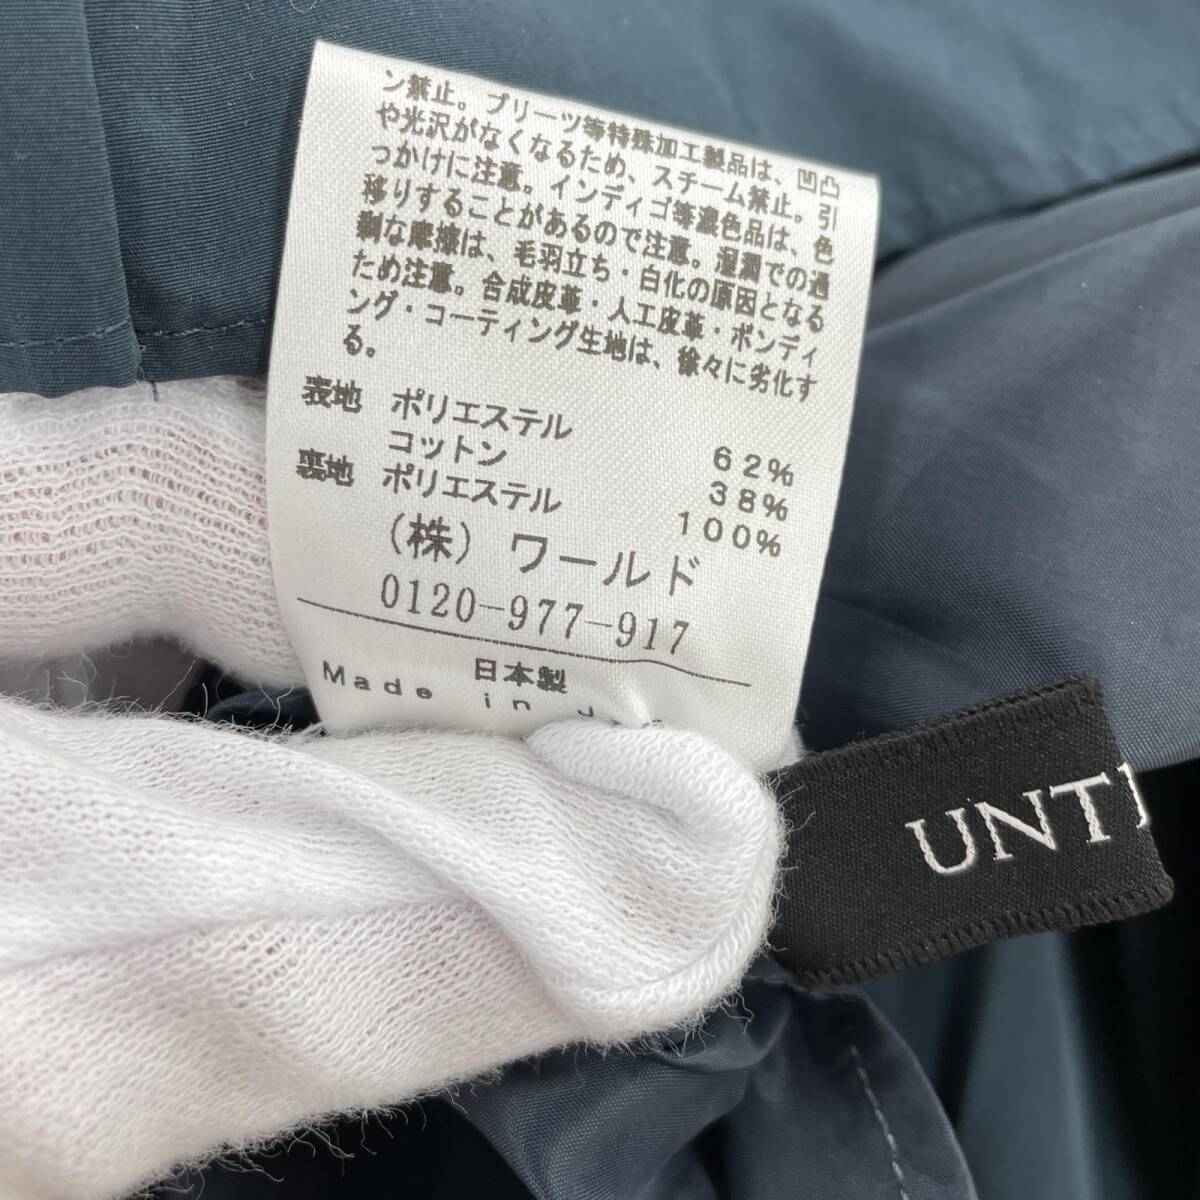 ン禁止。プリーツ等特殊加工製品は、凹凸
や光沢がなくなるため、スチーム禁止。引
っかけに注意。インディゴ等濃色品は、色
移りすることがあるので注意。湿潤での過
剰な摩擦は、毛羽立ち・白化の原因となる
ため注意。合成皮革・人工皮革・ボンディ
ング・コーティング生地は、徐々に劣化す
る。
表地 ポリエステル 62%
コットン 38%
裏地 ポリエステル 100%
(株) ワールド
0120-977-917
日本製
Made in
UNT